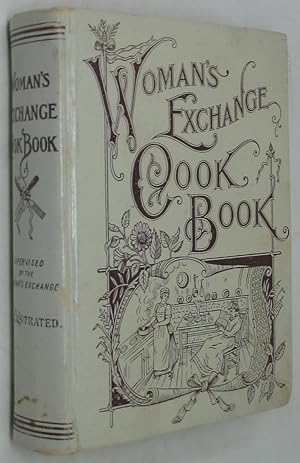 WOMAN'S
EXCHANGE
COOK
BOOK
WOMAN'S
EXCHANGE
COOK BOOK
SUPERVISED
BY THE
WOMAN'S EXCHANGE
ILLUSTRATED.